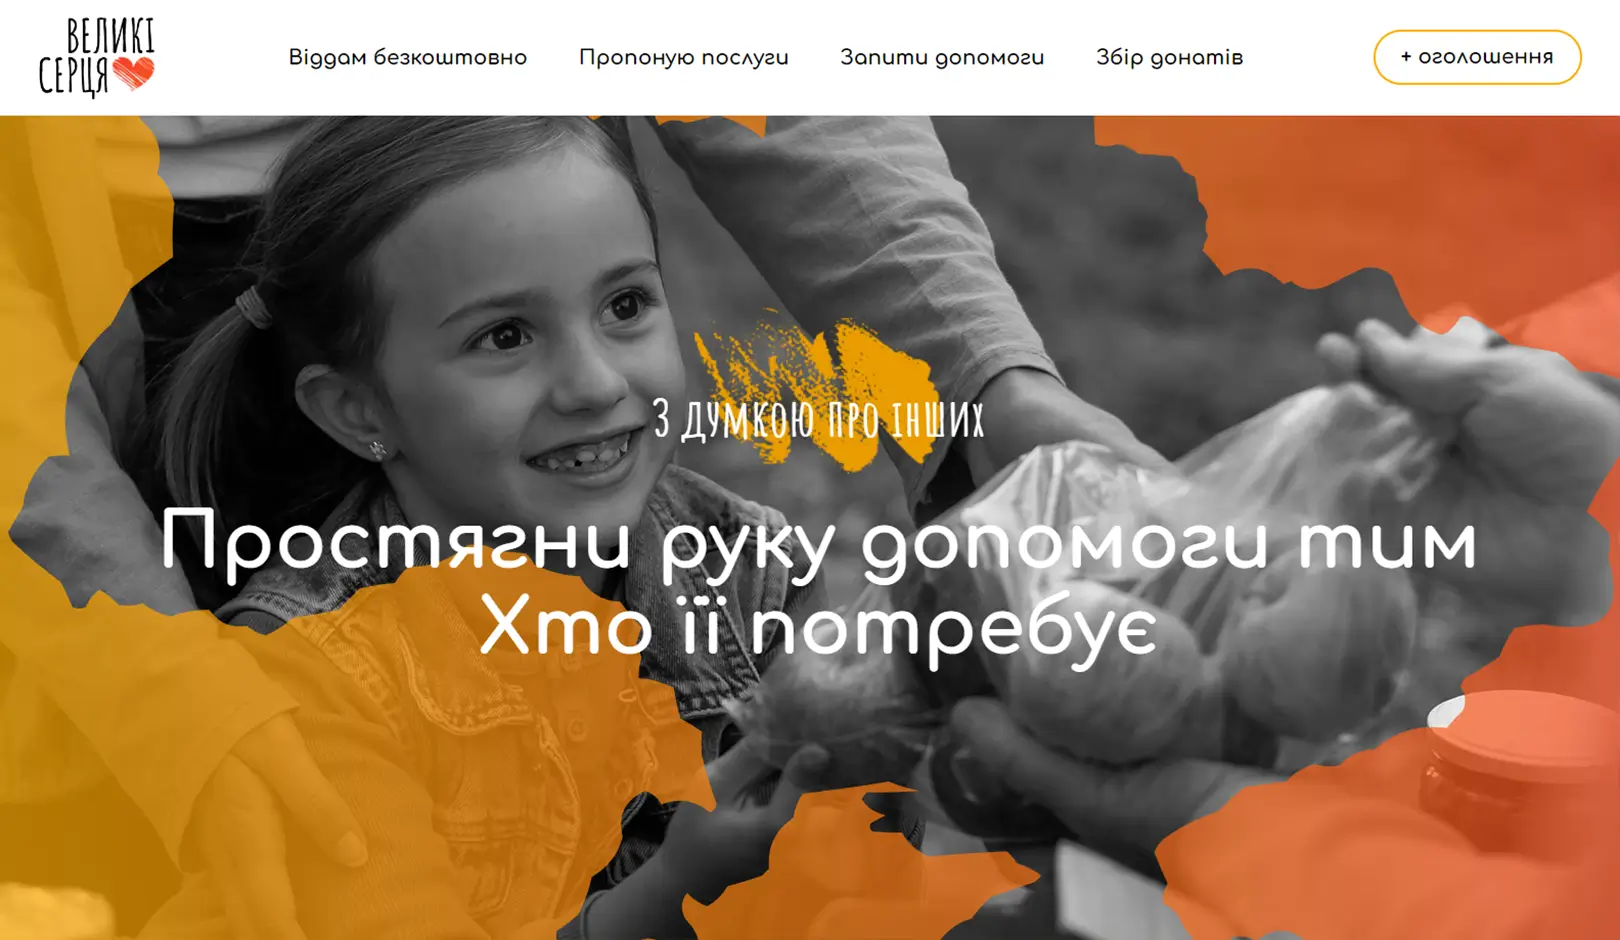 ВЕЛИКІ
СЕРЦЯ
Віддам безкоштовно
Пропоную послуги
Запити допомоги
Збір донатів
+ оголошення
З думкою про інших
Простягни руку допомоги тим
Хто її потребує